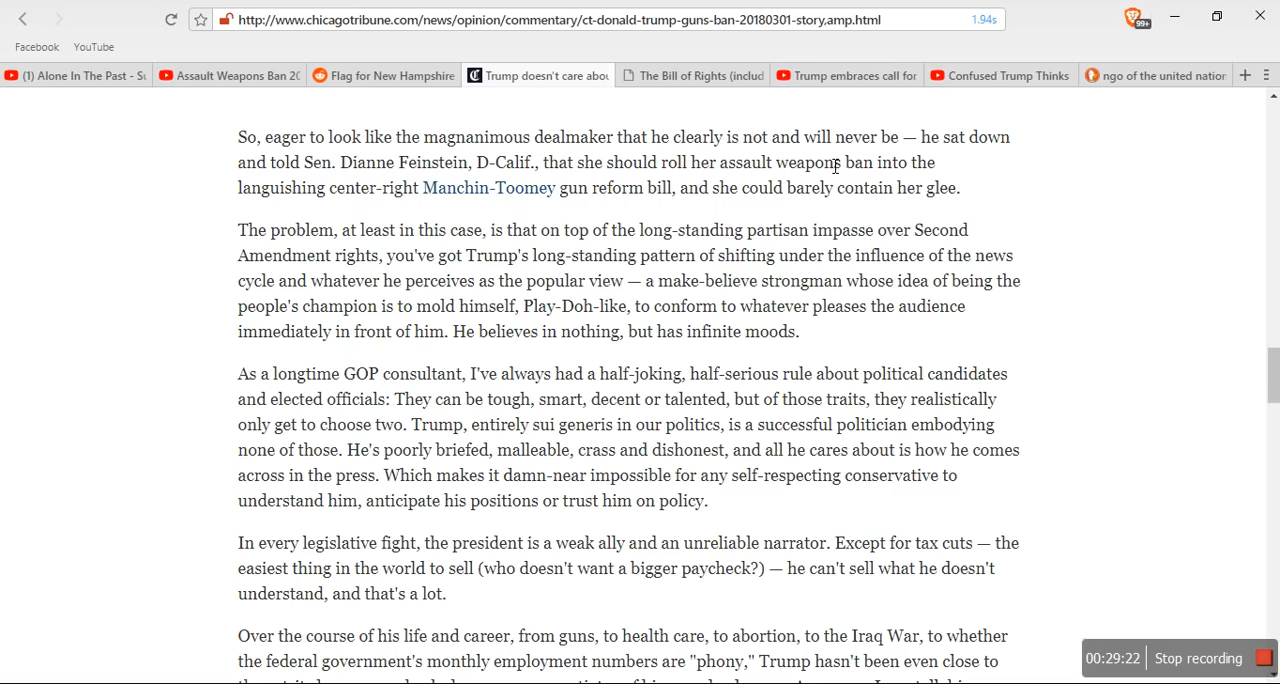 http://www.chicagotribune.com/news/opinion/commentary/ct-donald-trump-guns-ban-20180301-story,amp.html
1.94s
99+
Facebook
YouTube
(1) Alone In The Past - Su
Assault Weapons Ban 20
Flag for New Hampshire
Trump doesn't care abou
The Bill of Rights (includ
Trump embraces call for
Confused Trump Thinks
ngo of the united nation
So, eager to look like the magnanimous dealmaker that he clearly is not and will never be — he sat down
and told Sen. Dianne Feinstein, D-Calif., that she should roll her assault weapons ban into the
languishing center-right Manchin-Toomey gun reform bill, and she could barely contain her glee.
The problem, at least in this case, is that on top of the long-standing partisan impasse over Second
Amendment rights, you've got Trump's long-standing pattern of shifting under the influence of the news
cycle and whatever he perceives as the popular view — a make-believe strongman whose idea of being the
people's champion is to mold himself, Play-Doh-like, to conform to whatever pleases the audience
immediately in front of him. He believes in nothing, but has infinite moods.
As a longtime GOP consultant, I've always had a half-joking, half-serious rule about political candidates
and elected officials: They can be tough, smart, decent or talented, but of those traits, they realistically
only get to choose two. Trump, entirely sui generis in our politics, is a successful politician embodying
none of those. He's poorly briefed, malleable, crass and dishonest, and all he cares about is how he comes
across in the press. Which makes it damn-near impossible for any self-respecting conservative to
understand him, anticipate his positions or trust him on policy.
In every legislative fight, the president is a weak ally and an unreliable narrator. Except for tax cuts — the
easiest thing in the world to sell (who doesn't want a bigger paycheck?) — he can't sell what he doesn't
understand, and that's a lot.
Over the course of his life and career, from guns, to health care, to abortion, to the Iraq War, to whether
the federal government's monthly employment numbers are "phony," Trump hasn't been even close to
00:29:22
Stop recording